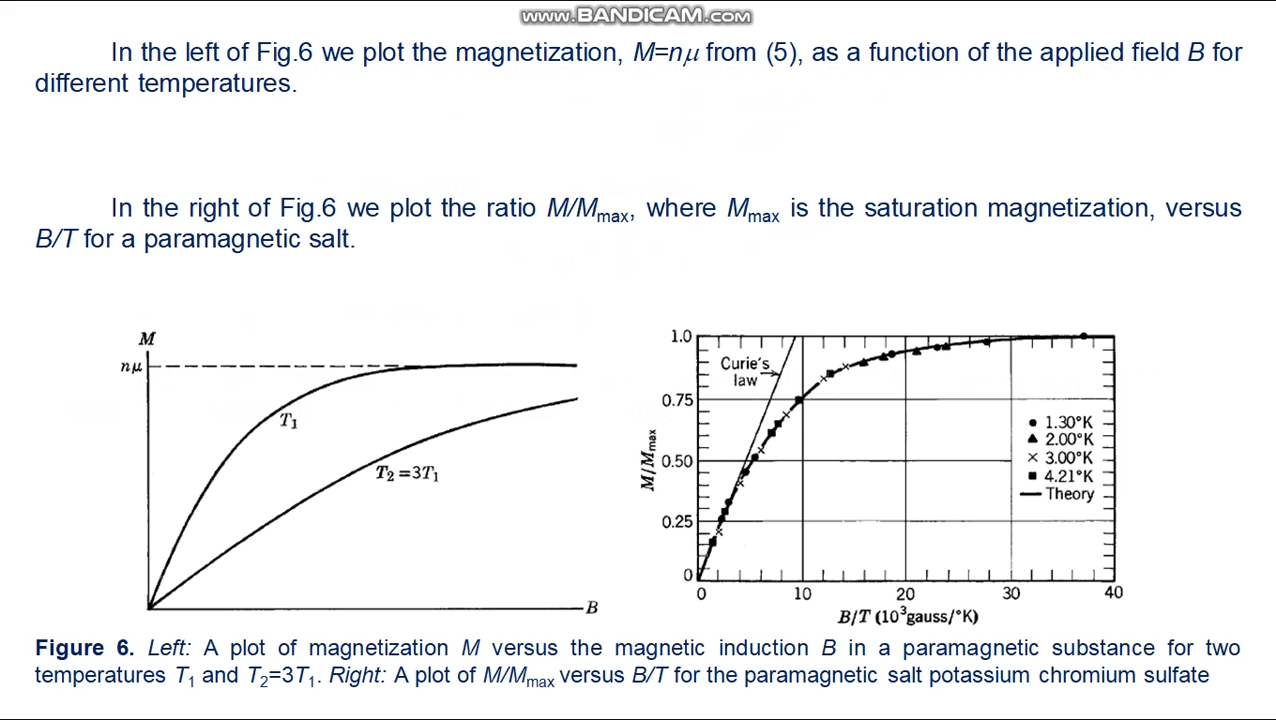 www.BANDICAM.com
In the left of Fig.6 we plot the magnetization, M=nμ from (5), as a function of the applied field B for
different temperatures.
In the right of Fig.6 we plot the ratio M/Mmax, where Mmax is the saturation magnetization, versus
B/T for a paramagnetic salt.
M
nμ
T1
T2 =3T1
B
1.0
0.75
0.50
0.25
0
M/Mmax
Curie's
law
1.30°K
2.00°K
3.00°K
4.21°K
Theory
0 10 20 30 40
B/T (10³gauss/°K)
Figure 6. Left: A plot of magnetization M versus the magnetic induction B in a paramagnetic substance for two
temperatures T1 and T2=3T1. Right: A plot of M/Mmax versus B/T for the paramagnetic salt potassium chromium sulfate